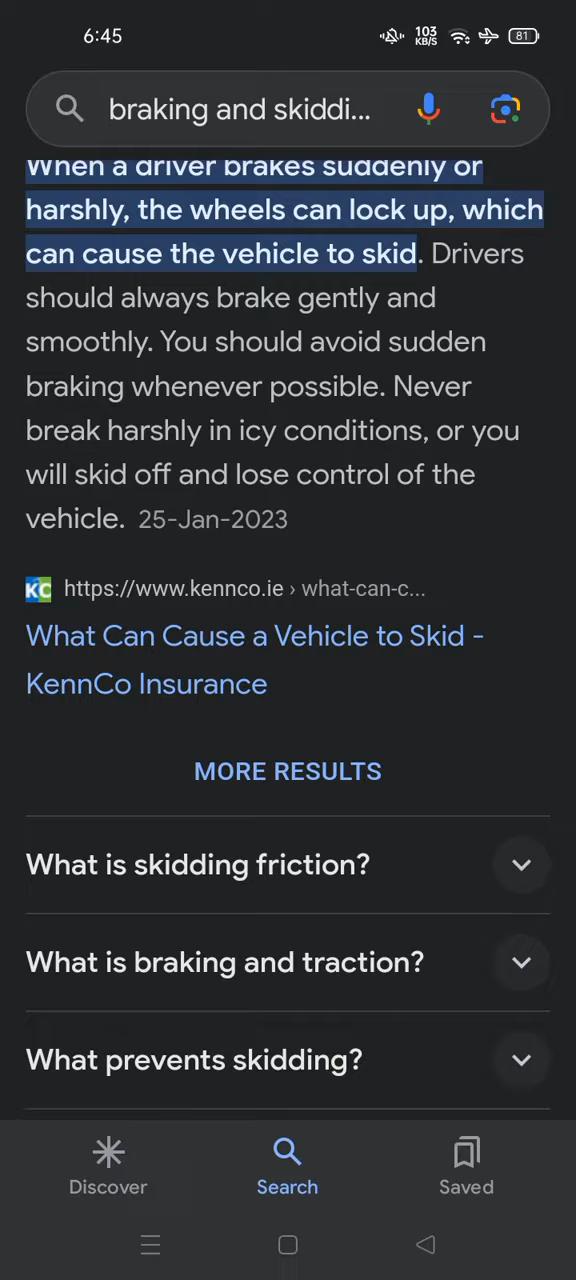 6:45
103
KB/S
81
braking and skiddi...
When a driver brakes suddenly or
harshly, the wheels can lock up, which
can cause the vehicle to skid. Drivers
should always brake gently and
smoothly. You should avoid sudden
braking whenever possible. Never
break harshly in icy conditions, or you
will skid off and lose control of the
vehicle. 25-Jan-2023
KC https://www.kennco.ie › what-can-c...
What Can Cause a Vehicle to Skid -
KennCo Insurance
MORE RESULTS
What is skidding friction?
What is braking and traction?
What prevents skidding?
Discover Search Saved